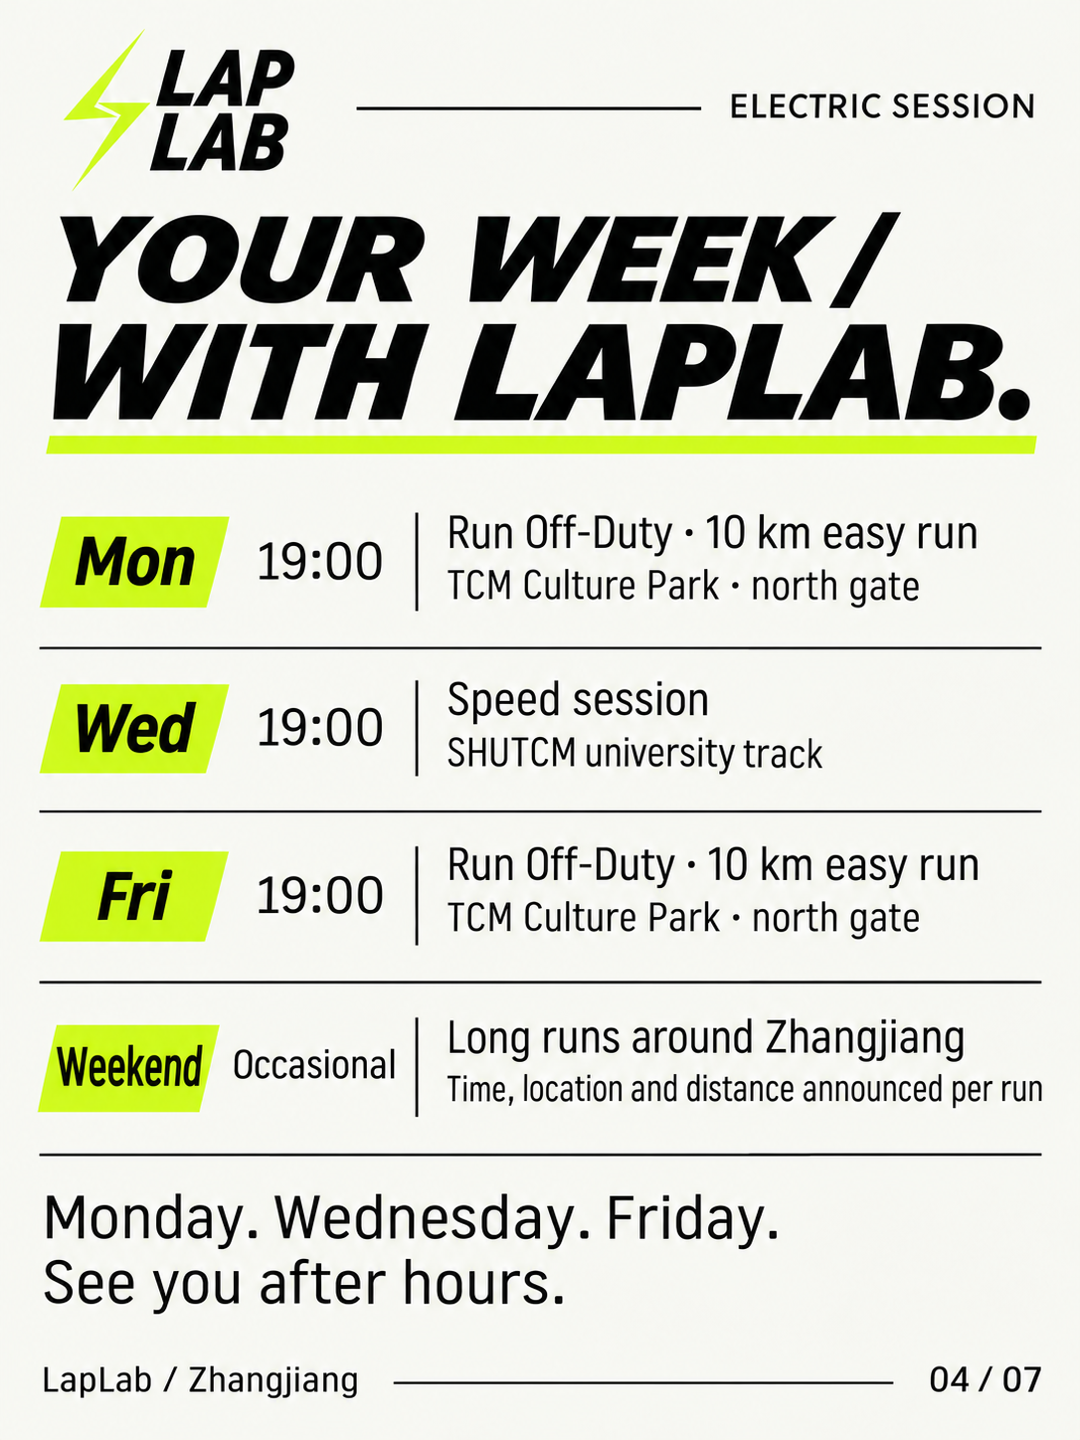 LAP
LAB
ELECTRIC SESSION
YOUR WEEK /
WITH LAPLAB.
Mon
19:00
Run Off-Duty · 10 km easy run
TCM Culture Park · north gate
Wed
19:00
Speed session
SHUTCM university track
Fri
19:00
Run Off-Duty · 10 km easy run
TCM Culture Park · north gate
Weekend
Occasional
Long runs around Zhangjiang
Time, location and distance announced per run
Monday. Wednesday. Friday.
See you after hours.
LapLab / Zhangjiang
04 / 07